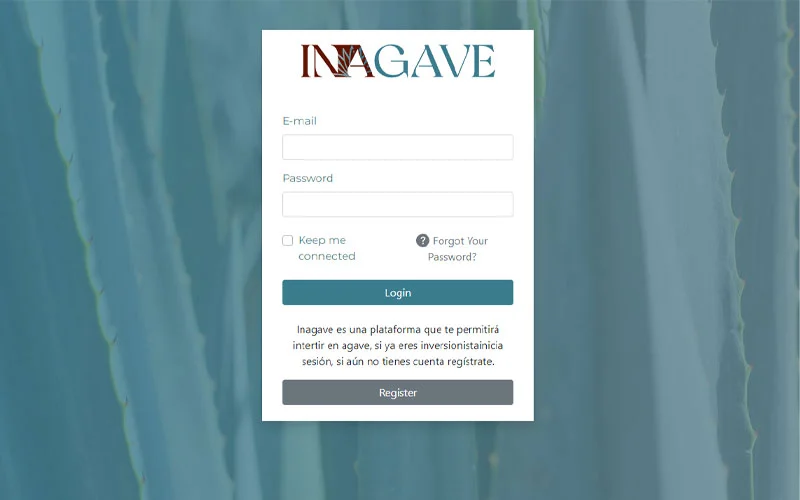 INAGAVE
E-mail
Password
Keep me
connected
? Forgot Your
Password?
Login
Inagave es una plataforma que te permitirá
intertir en agave, si ya eres inversionistainicia
sesión, si aún no tienes cuenta regístrate.
Register